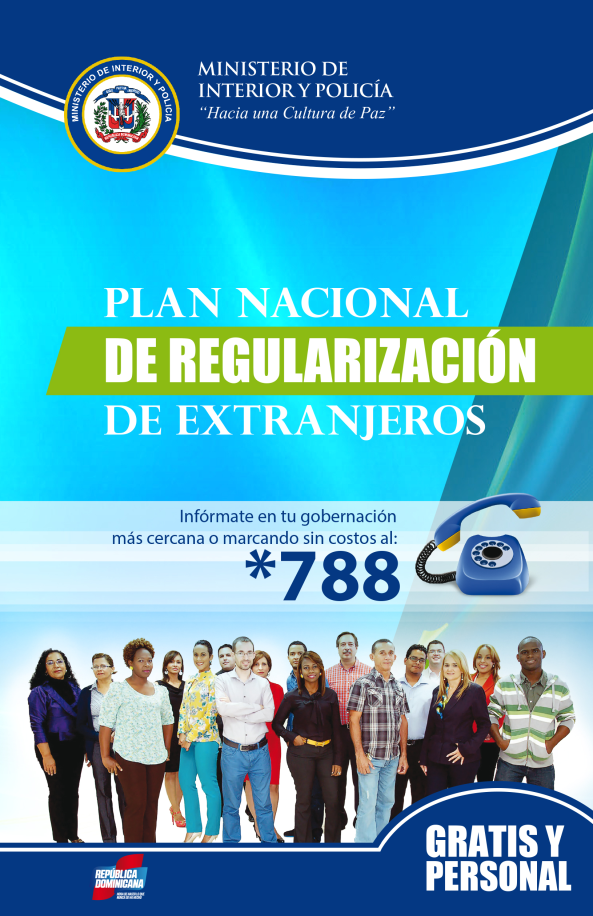 MINISTERIO DE INTERIOR Y POLICIA
MINISTERIO DE
INTERIOR Y POLICÍA
“Hacia una Cultura de Paz”
PLAN NACIONAL
DE REGULARIZACIÓN
DE EXTRANJEROS
Infórmate en tu gobernación
más cercana o marcando sin costos al:
*788
GRATIS Y
PERSONAL
REPÚBLICA
DOMINICANA